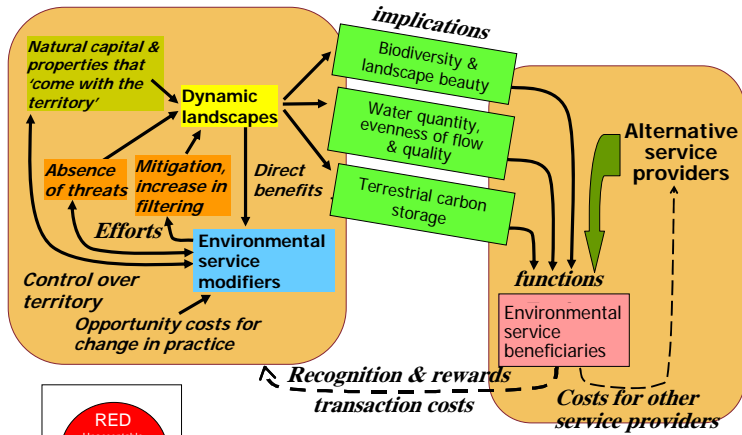 Natural capital &
properties that
'come with the
territory'
Dynamic
landscapes
Absence
of threats
Mitigation,
increase in
filtering
Direct
benefits
Efforts
Environmental
service
modifiers
Control over
territory
Opportunity costs for
change in practice
implications
Biodiversity &
landscape beauty
Water quantity,
evenness of flow
& quality
Terrestrial carbon
storage
Alternative
service
providers
functions
Environmental
service
beneficiaries
Recognition & rewards
transaction costs
Costs for other
service providers
RED